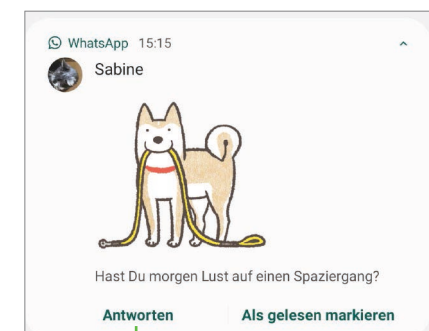 WhatsApp 15:15
Sabine
Hast Du morgen Lust auf einen Spaziergang?
Antworten Als gelesen markieren